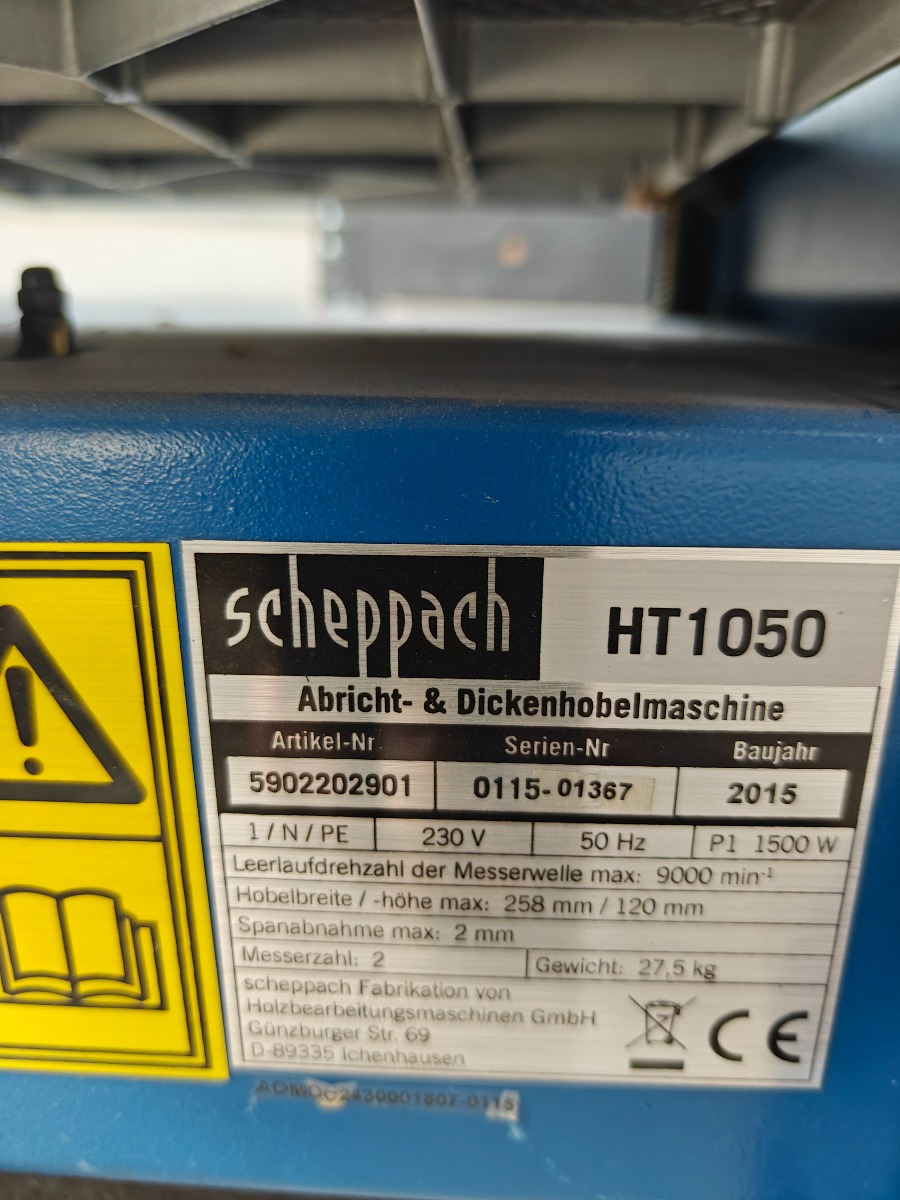 scheppach HT1050
Abricht- & Dickenhobelmaschine
Artikel-Nr Serien-Nr Baujahr
5902202901 0115-01367 2015
1 / N / PE 230 V 50 Hz P1 1500 W
Leerlaufdrehzahl der Messerwelle max: 9000 min⁻¹
Hobelbreite / -höhe max: 258 mm / 120 mm
Spanabnahme max: 2 mm
Messerzahl: 2 Gewicht: 27,5 kg
scheppach Fabrikation von
Holzbearbeitungsmaschinen GmbH
Günzburger Str. 69
D-89335 Ichenhausen
CE